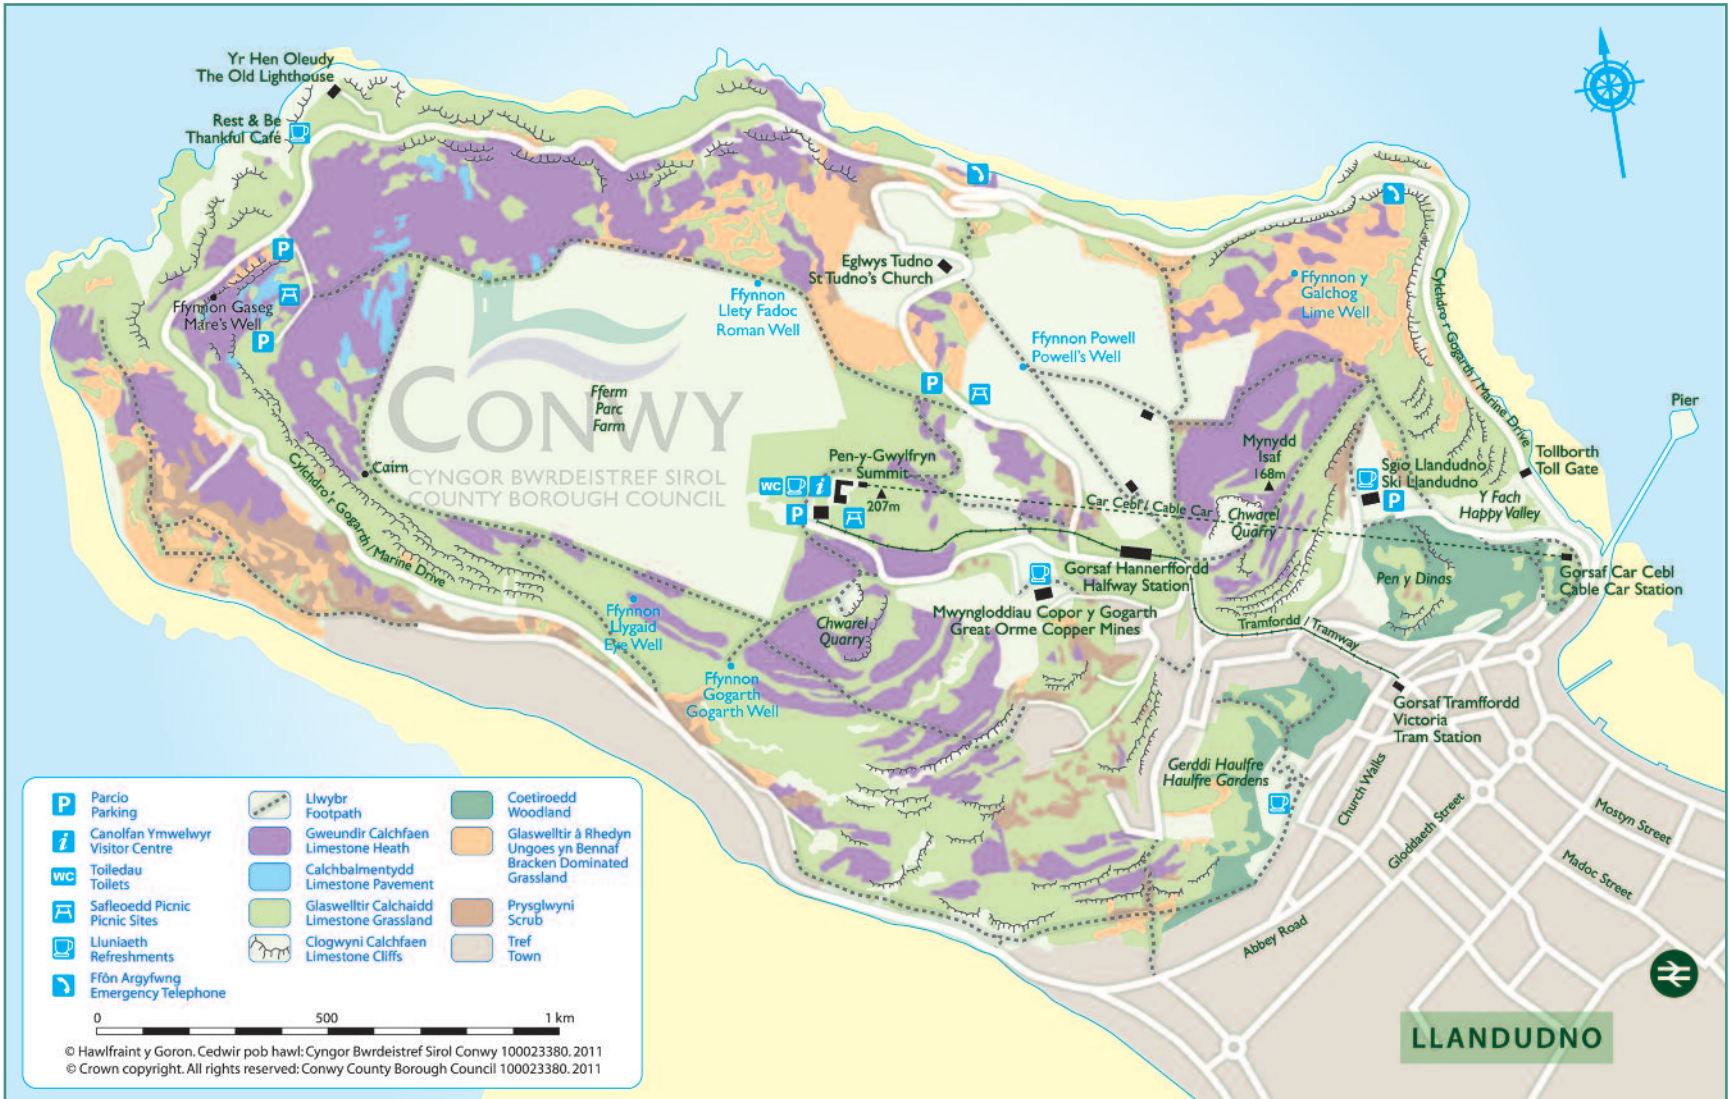 Yr Hen Oleudy
The Old Lighthouse
Rest & Be
Thankful Café
P
Ffynnon Gaseg
Mare's Well
P
Eglwys Tudno
St Tudno's Church
Ffynnon
Llety Fadoc
Roman Well
Ffynnon Powell
Powell's Well
Ffynnon y
Galchog
Lime Well
Cylchdro'r Gogarth / Marine Drive
Pier
CONWY
CYNGOR BWRDEISTREF SIROL
COUNTY BOROUGH COUNCIL
Fferm
Parc
Farm
Cairn
P
Pen-y-Gwylfryn
Summit
207m
WC
i
P
Mynydd
Isaf
168m
Car Cebl / Cable Car
Chwarel
Quarry
Sgio Llandudno
Ski Llandudno
P
Tollborth
Toll Gate
Y Fach
Happy Valley
Cylchdro'r Gogarth / Marine Drive
Gorsaf Hannerffordd
Halfway Station
Pen y Dinas
Gorsaf Car Cebl
Cable Car Station
Mwyngloddiau Copor y Gogarth
Great Orme Copper Mines
Tramfordd / Tramway
Chwarel
Quarry
Ffynnon
Llygaid
Eye Well
Ffynnon
Gogarth
Gogarth Well
Gorsaf Tramffordd
Victoria
Tram Station
Gerddi Haulfre
Haulfre Gardens
Church Walks
Gloddaeth Street
Mostyn Street
Madoc Street
Abbey Road
LLANDUDNO
P
Parcio
Parking
i
Canolfan Ymwelwyr
Visitor Centre
WC
Toiledau
Toilets
Safleoedd Picnic
Picnic Sites
Lluniaeth
Refreshments
Ffôn Argyfwng
Emergency Telephone
Llwybr
Footpath
Gweundir Calchfaen
Limestone Heath
Calchbalmentydd
Limestone Pavement
Glaswelltir Calchaidd
Limestone Grassland
Clogwyni Calchfaen
Limestone Cliffs
Coetiroedd
Woodland
Glaswelltir â Rhedyn
Ungoes yn Bennaf
Bracken Dominated
Grassland
Prysglwyni
Scrub
Tref
Town
0 500 1 km
© Hawlfraint y Goron. Cedwir pob hawl: Cyngor Bwrdeistref Sirol Conwy 100023380. 2011
© Crown copyright. All rights reserved: Conwy County Borough Council 100023380. 2011